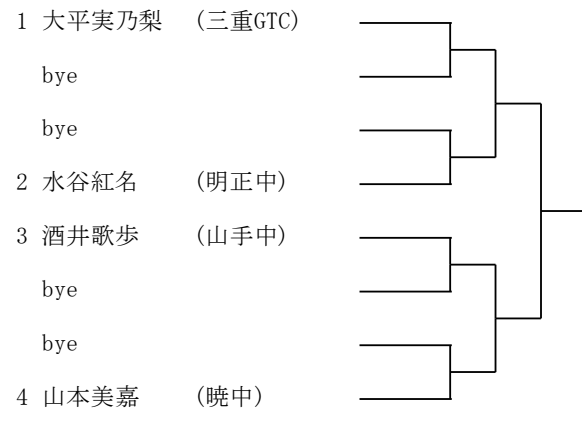 1 大平実乃梨 (三重GTC)
bye
bye
2 水谷紅名 (明正中)
3 酒井歌歩 (山手中)
bye
bye
4 山本美嘉 (暁中)